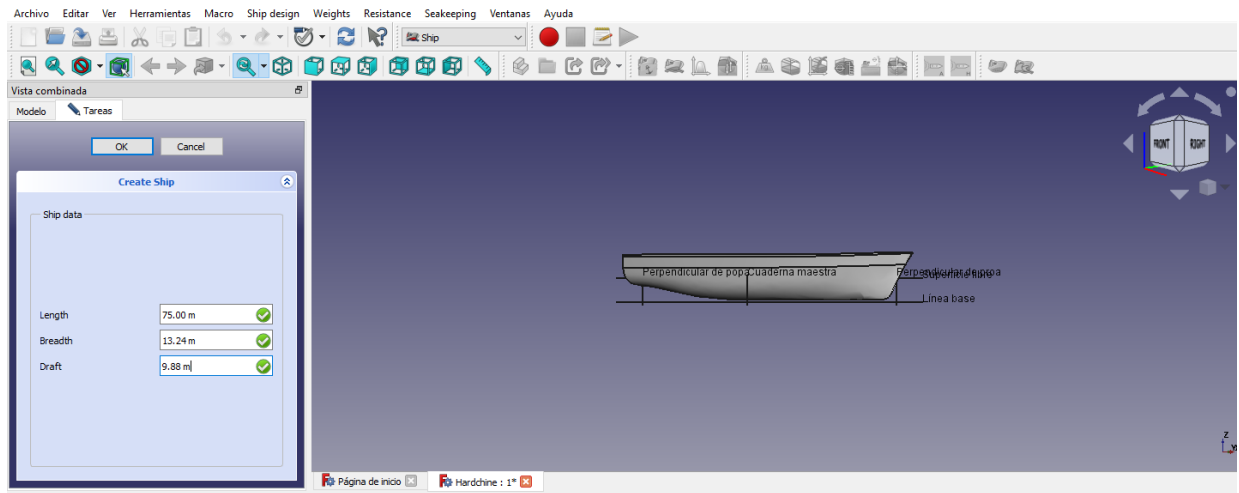 Archivo Editar Ver Herramientas Macro Ship design Weights Resistance Seakeeping Ventanas Ayuda
Ship
Vista combinada
Modelo Tareas
OK Cancel
Create Ship
Ship data
Length 75.00 m
Breadth 13.24 m
Draft 9.88 m
Perpendicular de popa Cuaderna maestra Perpendicular de proa
Superficie libre
Línea base
FRONT RIGHT
Z
Página de inicio Hardchine : 1*